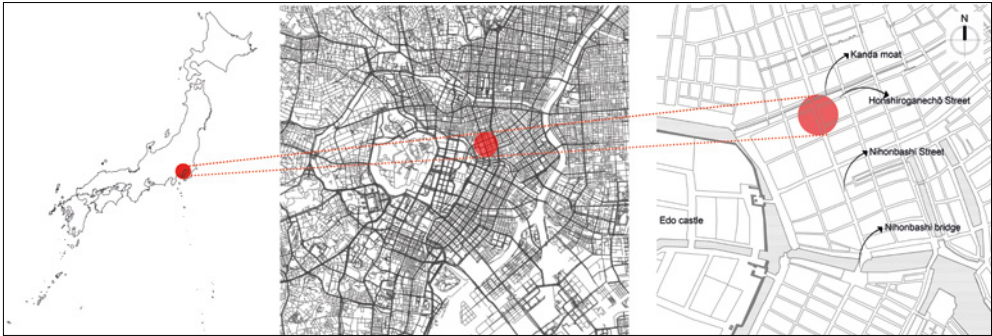 N
Kanda moat
Honshiroganechō Street
Nihonbashi Street
Edo castle
Nihonbashi bridge